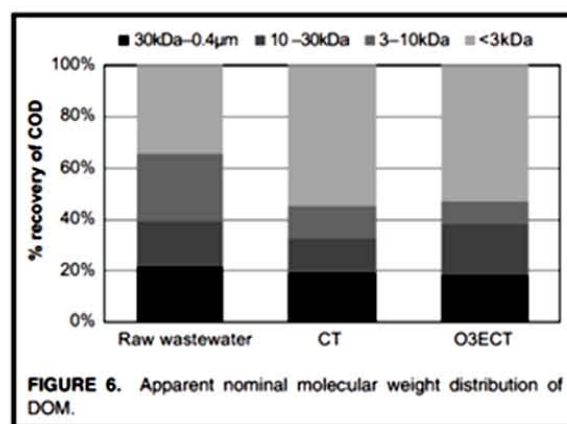 30kDa–0.4µm 10–30kDa 3–10kDa <3kDa
100%
80%
60%
40%
20%
0%
% recovery of COD
Raw wastewater CT O3ECT
FIGURE 6. Apparent nominal molecular weight distribution of
DOM.